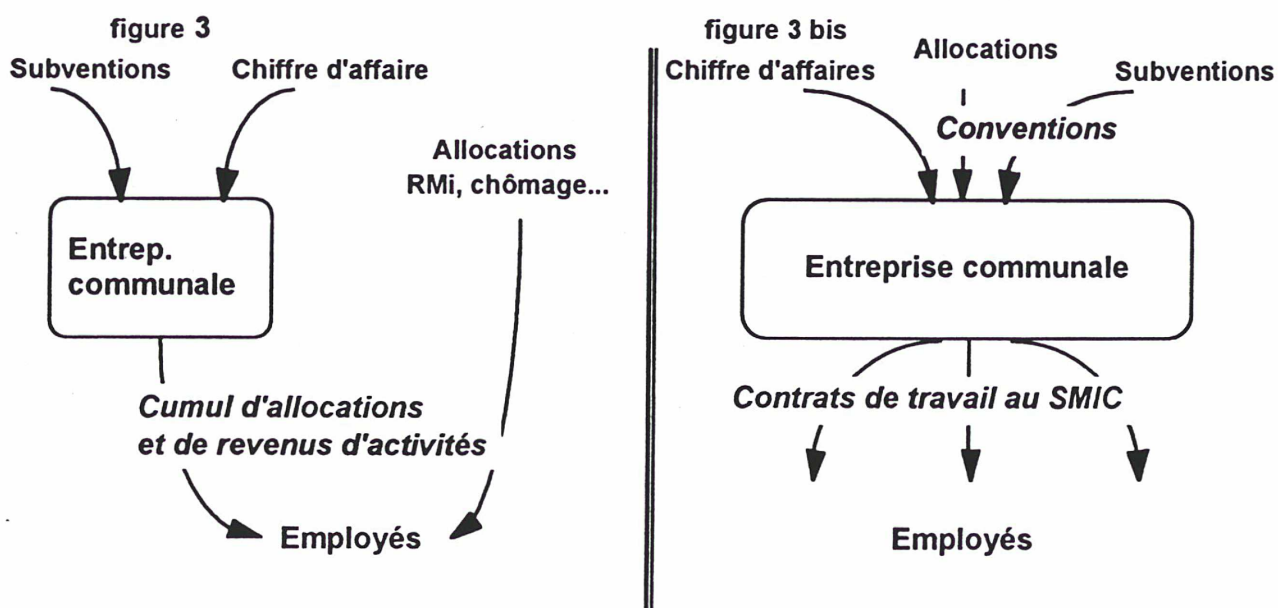 figure 3
Subventions
Chiffre d'affaire
Allocations
RMi, chômage...
Entrep.
communale
Cumul d'allocations
et de revenus d'activités
Employés
figure 3 bis
Chiffre d'affaires
Allocations
Subventions
Conventions
Entreprise communale
Contrats de travail au SMIC
Employés